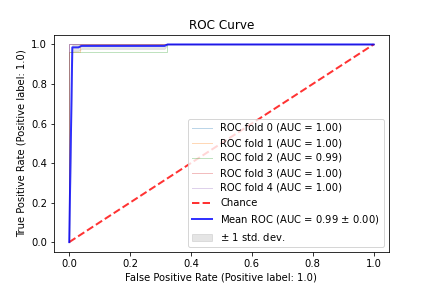 ROC Curve
True Positive Rate (Positive label: 1.0)
1.0
0.8
0.6
0.4
0.2
0.0
ROC fold 0 (AUC = 1.00)
ROC fold 1 (AUC = 1.00)
ROC fold 2 (AUC = 0.99)
ROC fold 3 (AUC = 1.00)
ROC fold 4 (AUC = 1.00)
Chance
Mean ROC (AUC = 0.99 ± 0.00)
± 1 std. dev.
0.0 0.2 0.4 0.6 0.8 1.0
False Positive Rate (Positive label: 1.0)